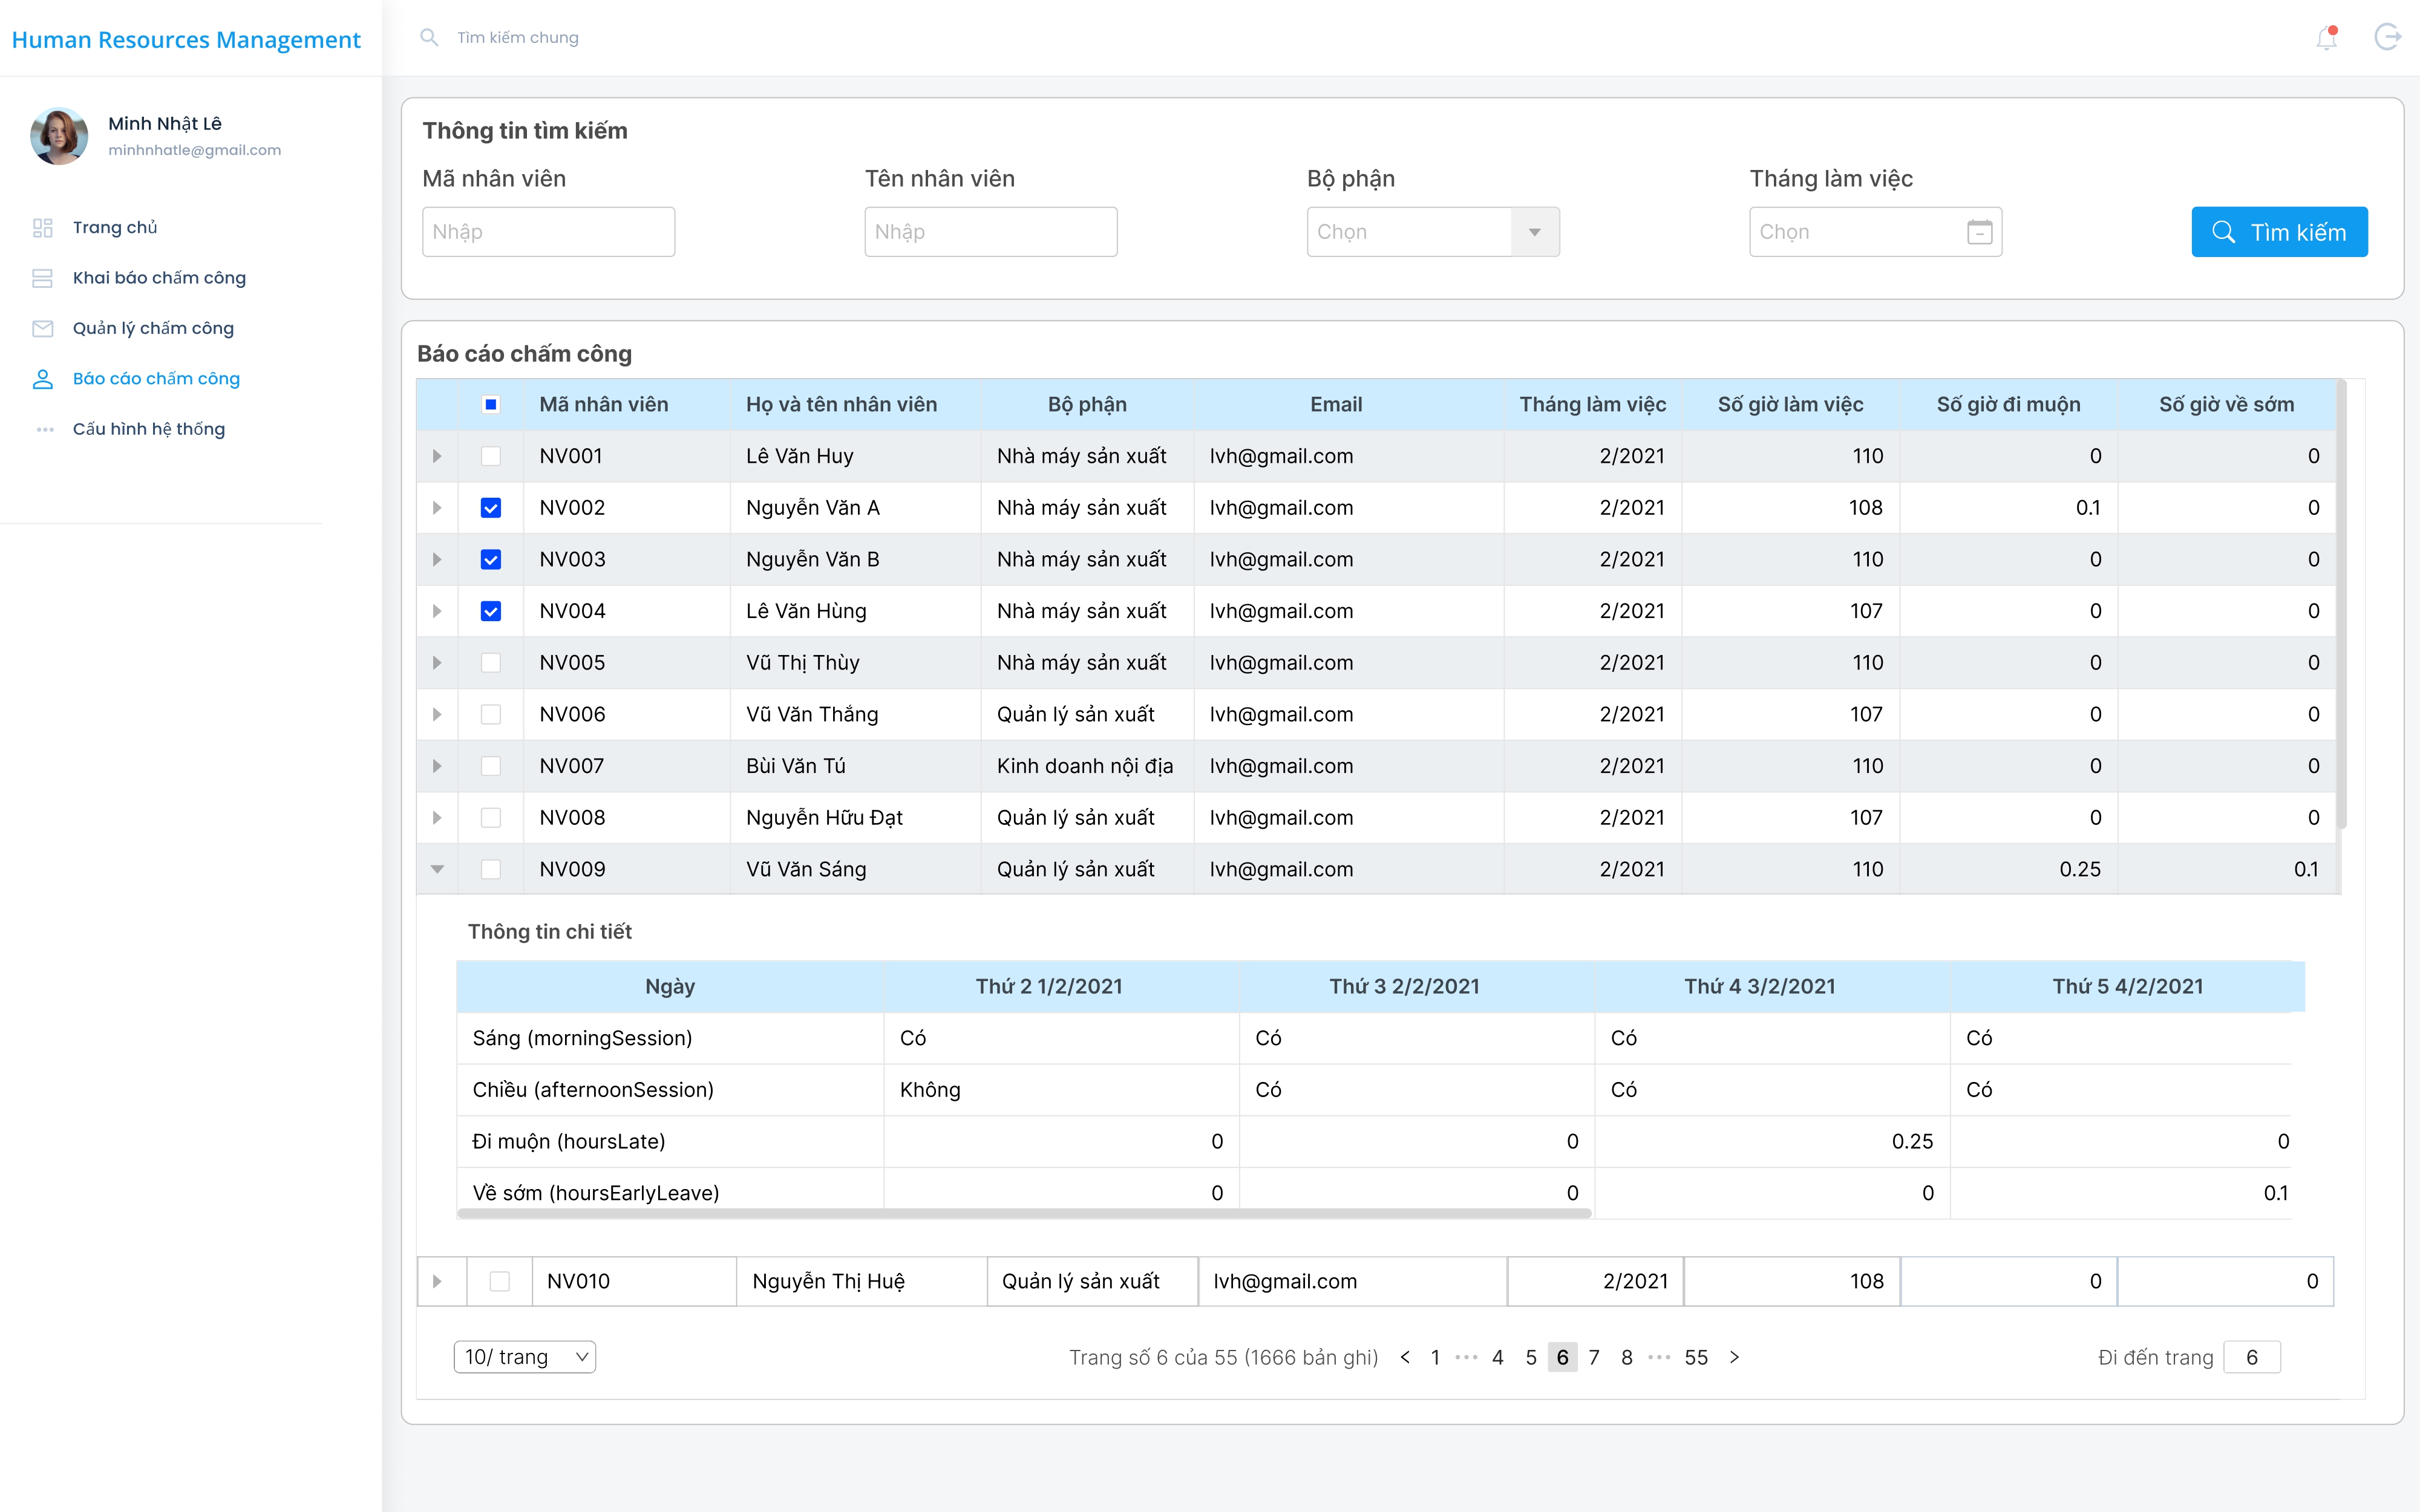 Human Resources Management
Tìm kiếm chung
Minh Nhật Lê
minhnhatle@gmail.com
Trang chủ
Khai báo chấm công
Quản lý chấm công
Báo cáo chấm công
Cấu hình hệ thống
Thông tin tìm kiếm
Mã nhân viên Tên nhân viên Bộ phận Tháng làm việc
Nhập Nhập Chọn Chọn Tìm kiếm
Báo cáo chấm công
Mã nhân viên Họ và tên nhân viên Bộ phận Email Tháng làm việc Số giờ làm việc Số giờ đi muộn Số giờ về sớm
NV001 Lê Văn Huy Nhà máy sản xuất lvh@gmail.com 2/2021 110 0 0
NV002 Nguyễn Văn A Nhà máy sản xuất lvh@gmail.com 2/2021 108 0.1 0
NV003 Nguyễn Văn B Nhà máy sản xuất lvh@gmail.com 2/2021 110 0 0
NV004 Lê Văn Hùng Nhà máy sản xuất lvh@gmail.com 2/2021 107 0 0
NV005 Vũ Thị Thùy Nhà máy sản xuất lvh@gmail.com 2/2021 110 0 0
NV006 Vũ Văn Thắng Quản lý sản xuất lvh@gmail.com 2/2021 107 0 0
NV007 Bùi Văn Tú Kinh doanh nội địa lvh@gmail.com 2/2021 110 0 0
NV008 Nguyễn Hữu Đạt Quản lý sản xuất lvh@gmail.com 2/2021 107 0 0
NV009 Vũ Văn Sáng Quản lý sản xuất lvh@gmail.com 2/2021 110 0.25 0.1
Thông tin chi tiết
Ngày Thứ 2 1/2/2021 Thứ 3 2/2/2021 Thứ 4 3/2/2021 Thứ 5 4/2/2021
Sáng (morningSession) Có Có Có Có
Chiều (afternoonSession) Không Có Có Có
Đi muộn (hoursLate) 0 0 0.25 0
Về sớm (hoursEarlyLeave) 0 0 0 0.1
NV010 Nguyễn Thị Huệ Quản lý sản xuất lvh@gmail.com 2/2021 108 0 0
10/ trang Trang số 6 của 55 (1666 bản ghi) < 1 ••• 4 5 6 7 8 ••• 55 > Đi đến trang 6